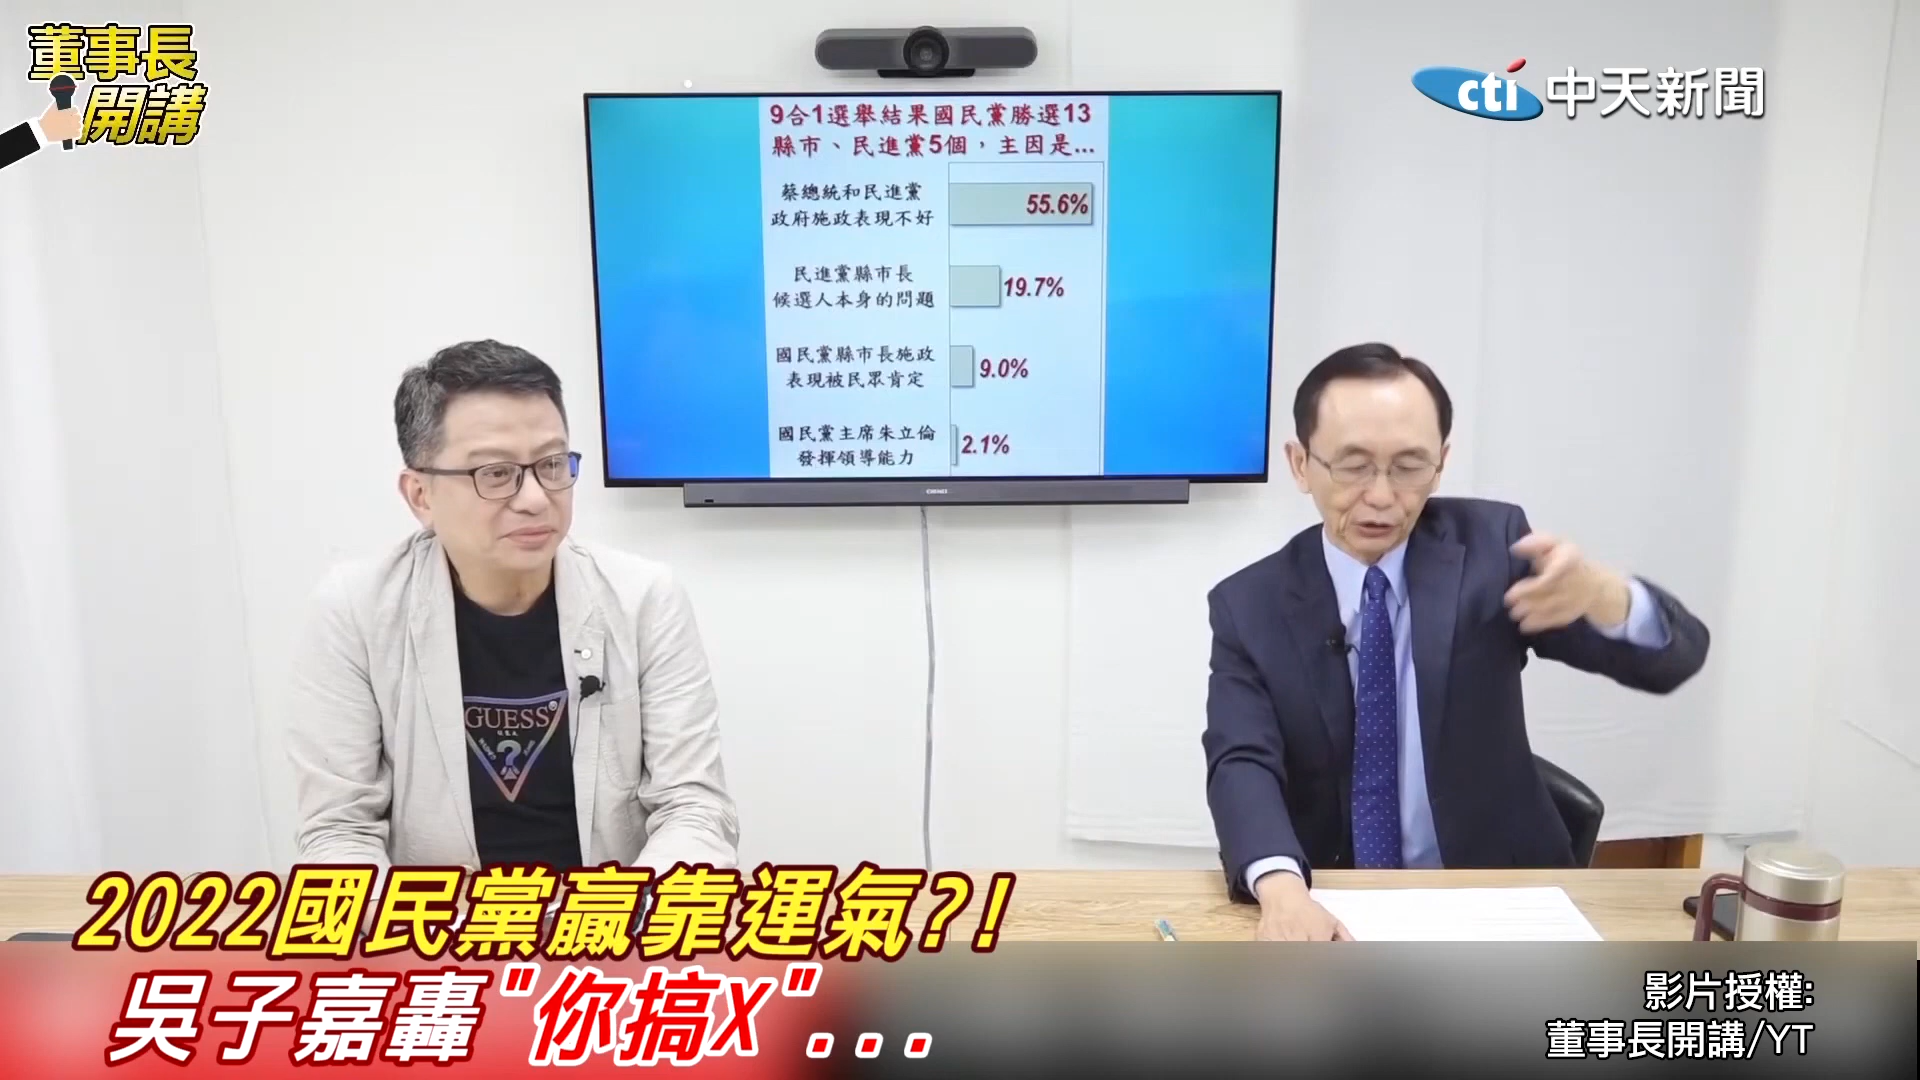 董事長
開講
cti 中天新聞
9合1選舉結果國民黨勝選13
縣市、民進黨5個，主因是...
蔡總統和民進黨
政府施政表現不好
55.6%
民進黨縣市長
候選人本身的問題
19.7%
國民黨縣市長施政
表現被民眾肯定
9.0%
國民黨主席朱立倫
發揮領導能力
2.1%
GUESS®
U.S.A.
?
2022國民黨贏靠運氣?!
吳子嘉轟"你搞X"...
影片授權:
董事長開講/YT